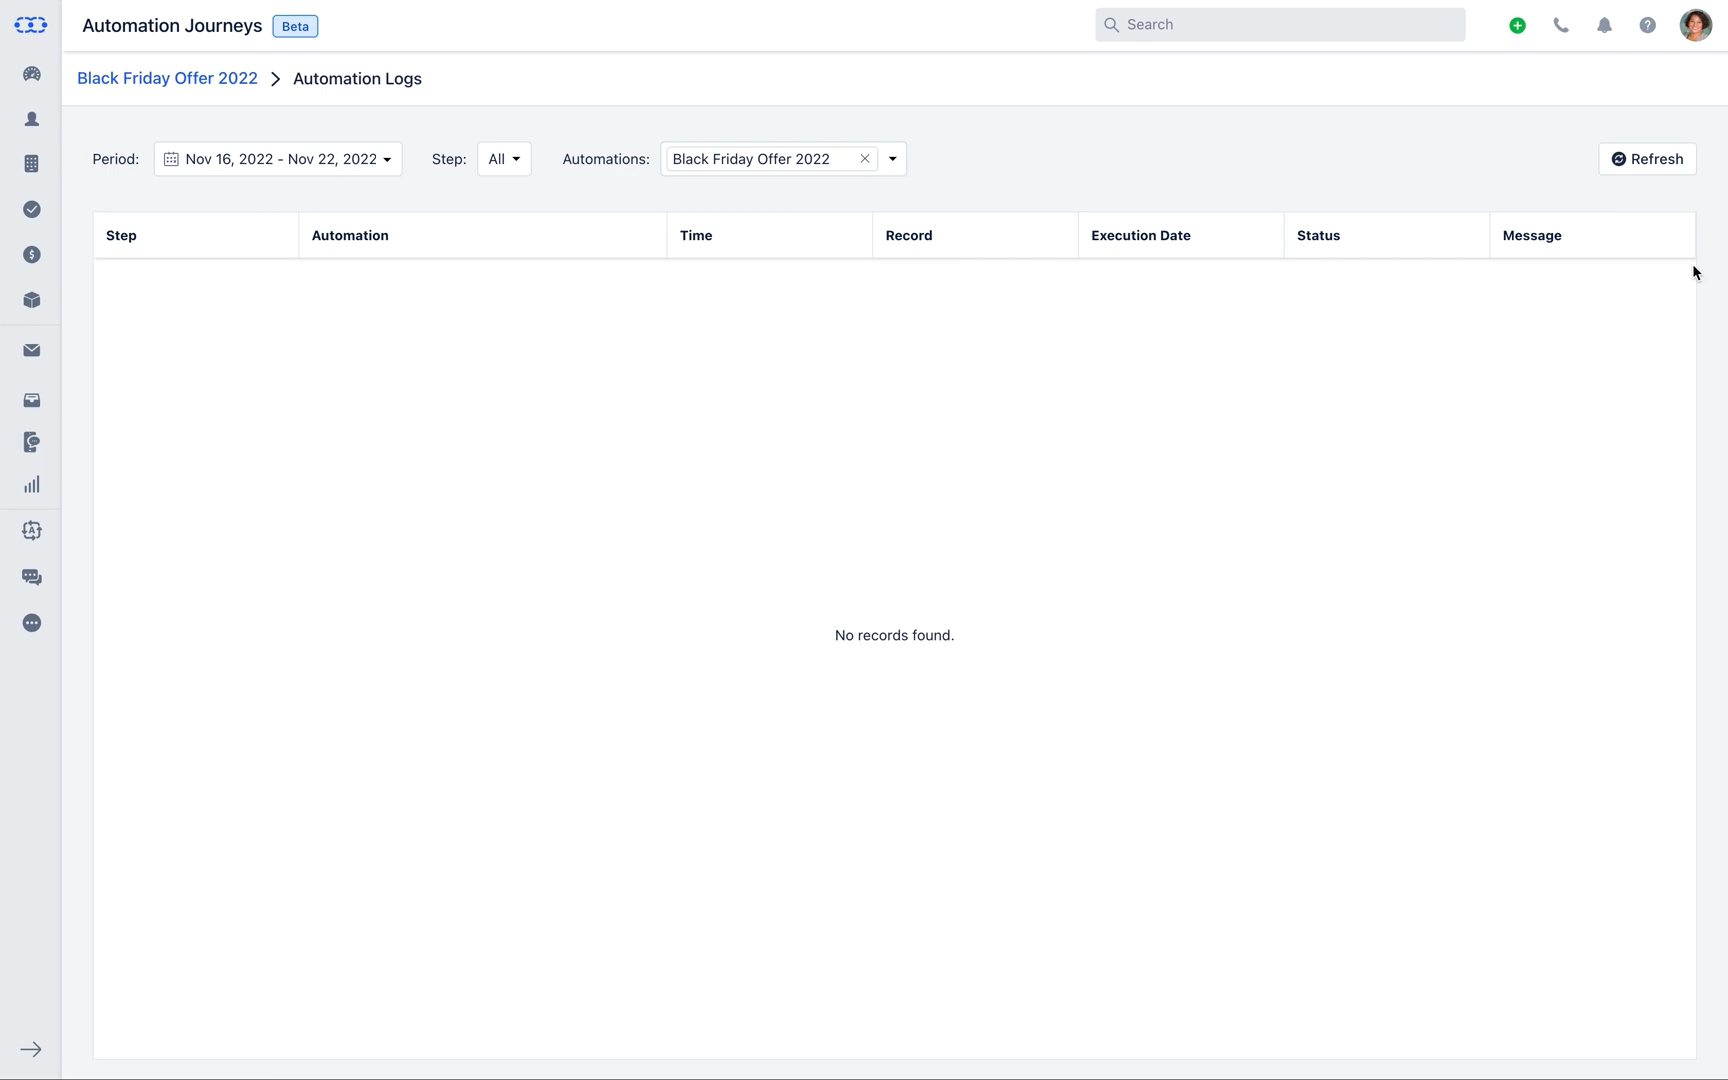 Automation Journeys Beta
Search
Black Friday Offer 2022 > Automation Logs
Period: Nov 16, 2022 - Nov 22, 2022 Step: All Automations: Black Friday Offer 2022 Refresh
Step Automation Time Record Execution Date Status Message
No records found.